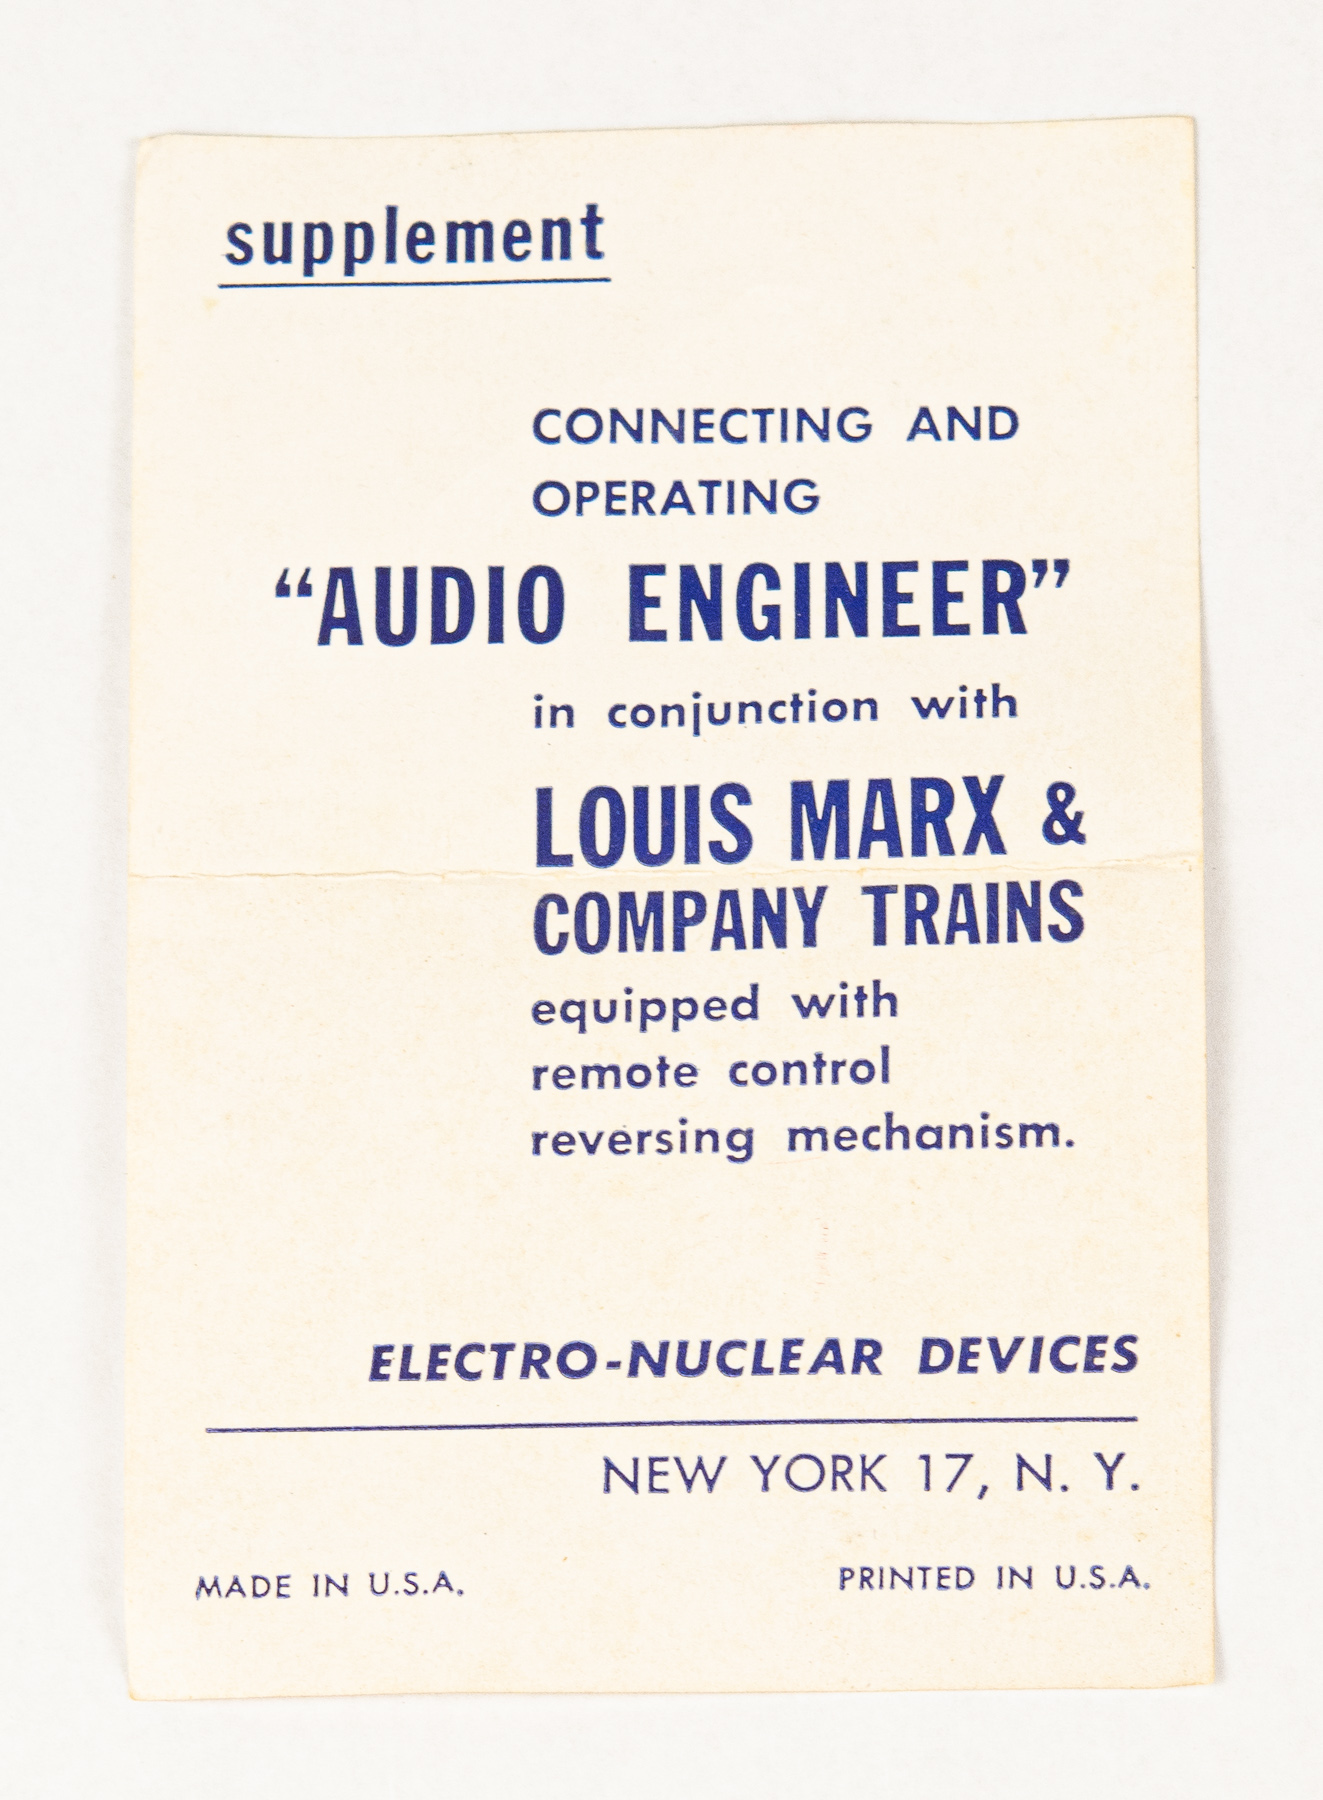 supplement
CONNECTING AND
OPERATING
“AUDIO ENGINEER”
in conjunction with
LOUIS MARX &
COMPANY TRAINS
equipped with
remote control
reversing mechanism.
ELECTRO-NUCLEAR DEVICES
NEW YORK 17, N. Y.
MADE IN U.S.A.
PRINTED IN U.S.A.